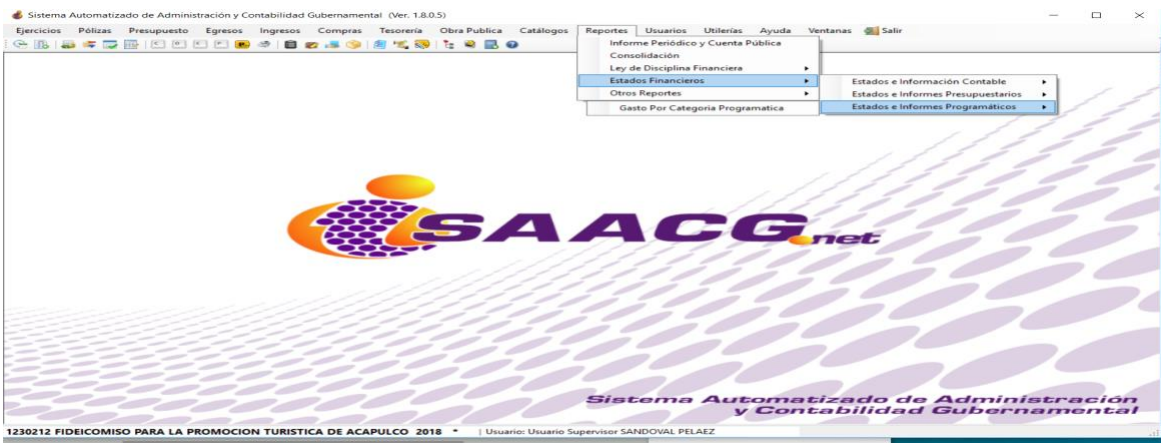 Sistema Automatizado de Administración y Contabilidad Gubernamental (Ver. 1.8.0.5)
Ejercicios Pólizas Presupuesto Egresos Ingresos Compras Tesorería Obra Publica Catálogos Reportes Usuarios Utilerías Ayuda Ventanas Salir
Informe Periódico y Cuenta Pública
Consolidación
Ley de Disciplina Financiera
Estados Financieros
Otros Reportes
Estados e Información Contable
Estados e Informes Presupuestarios
Estados e Informes Programáticos
Gasto Por Categoria Programatica
SAACG.net
Sistema Automatizado de Administración
y Contabilidad Gubernamental
1230212 FIDEICOMISO PARA LA PROMOCION TURISTICA DE ACAPULCO 2018 * | Usuario: Usuario Supervisor SANDOVAL PELAEZ